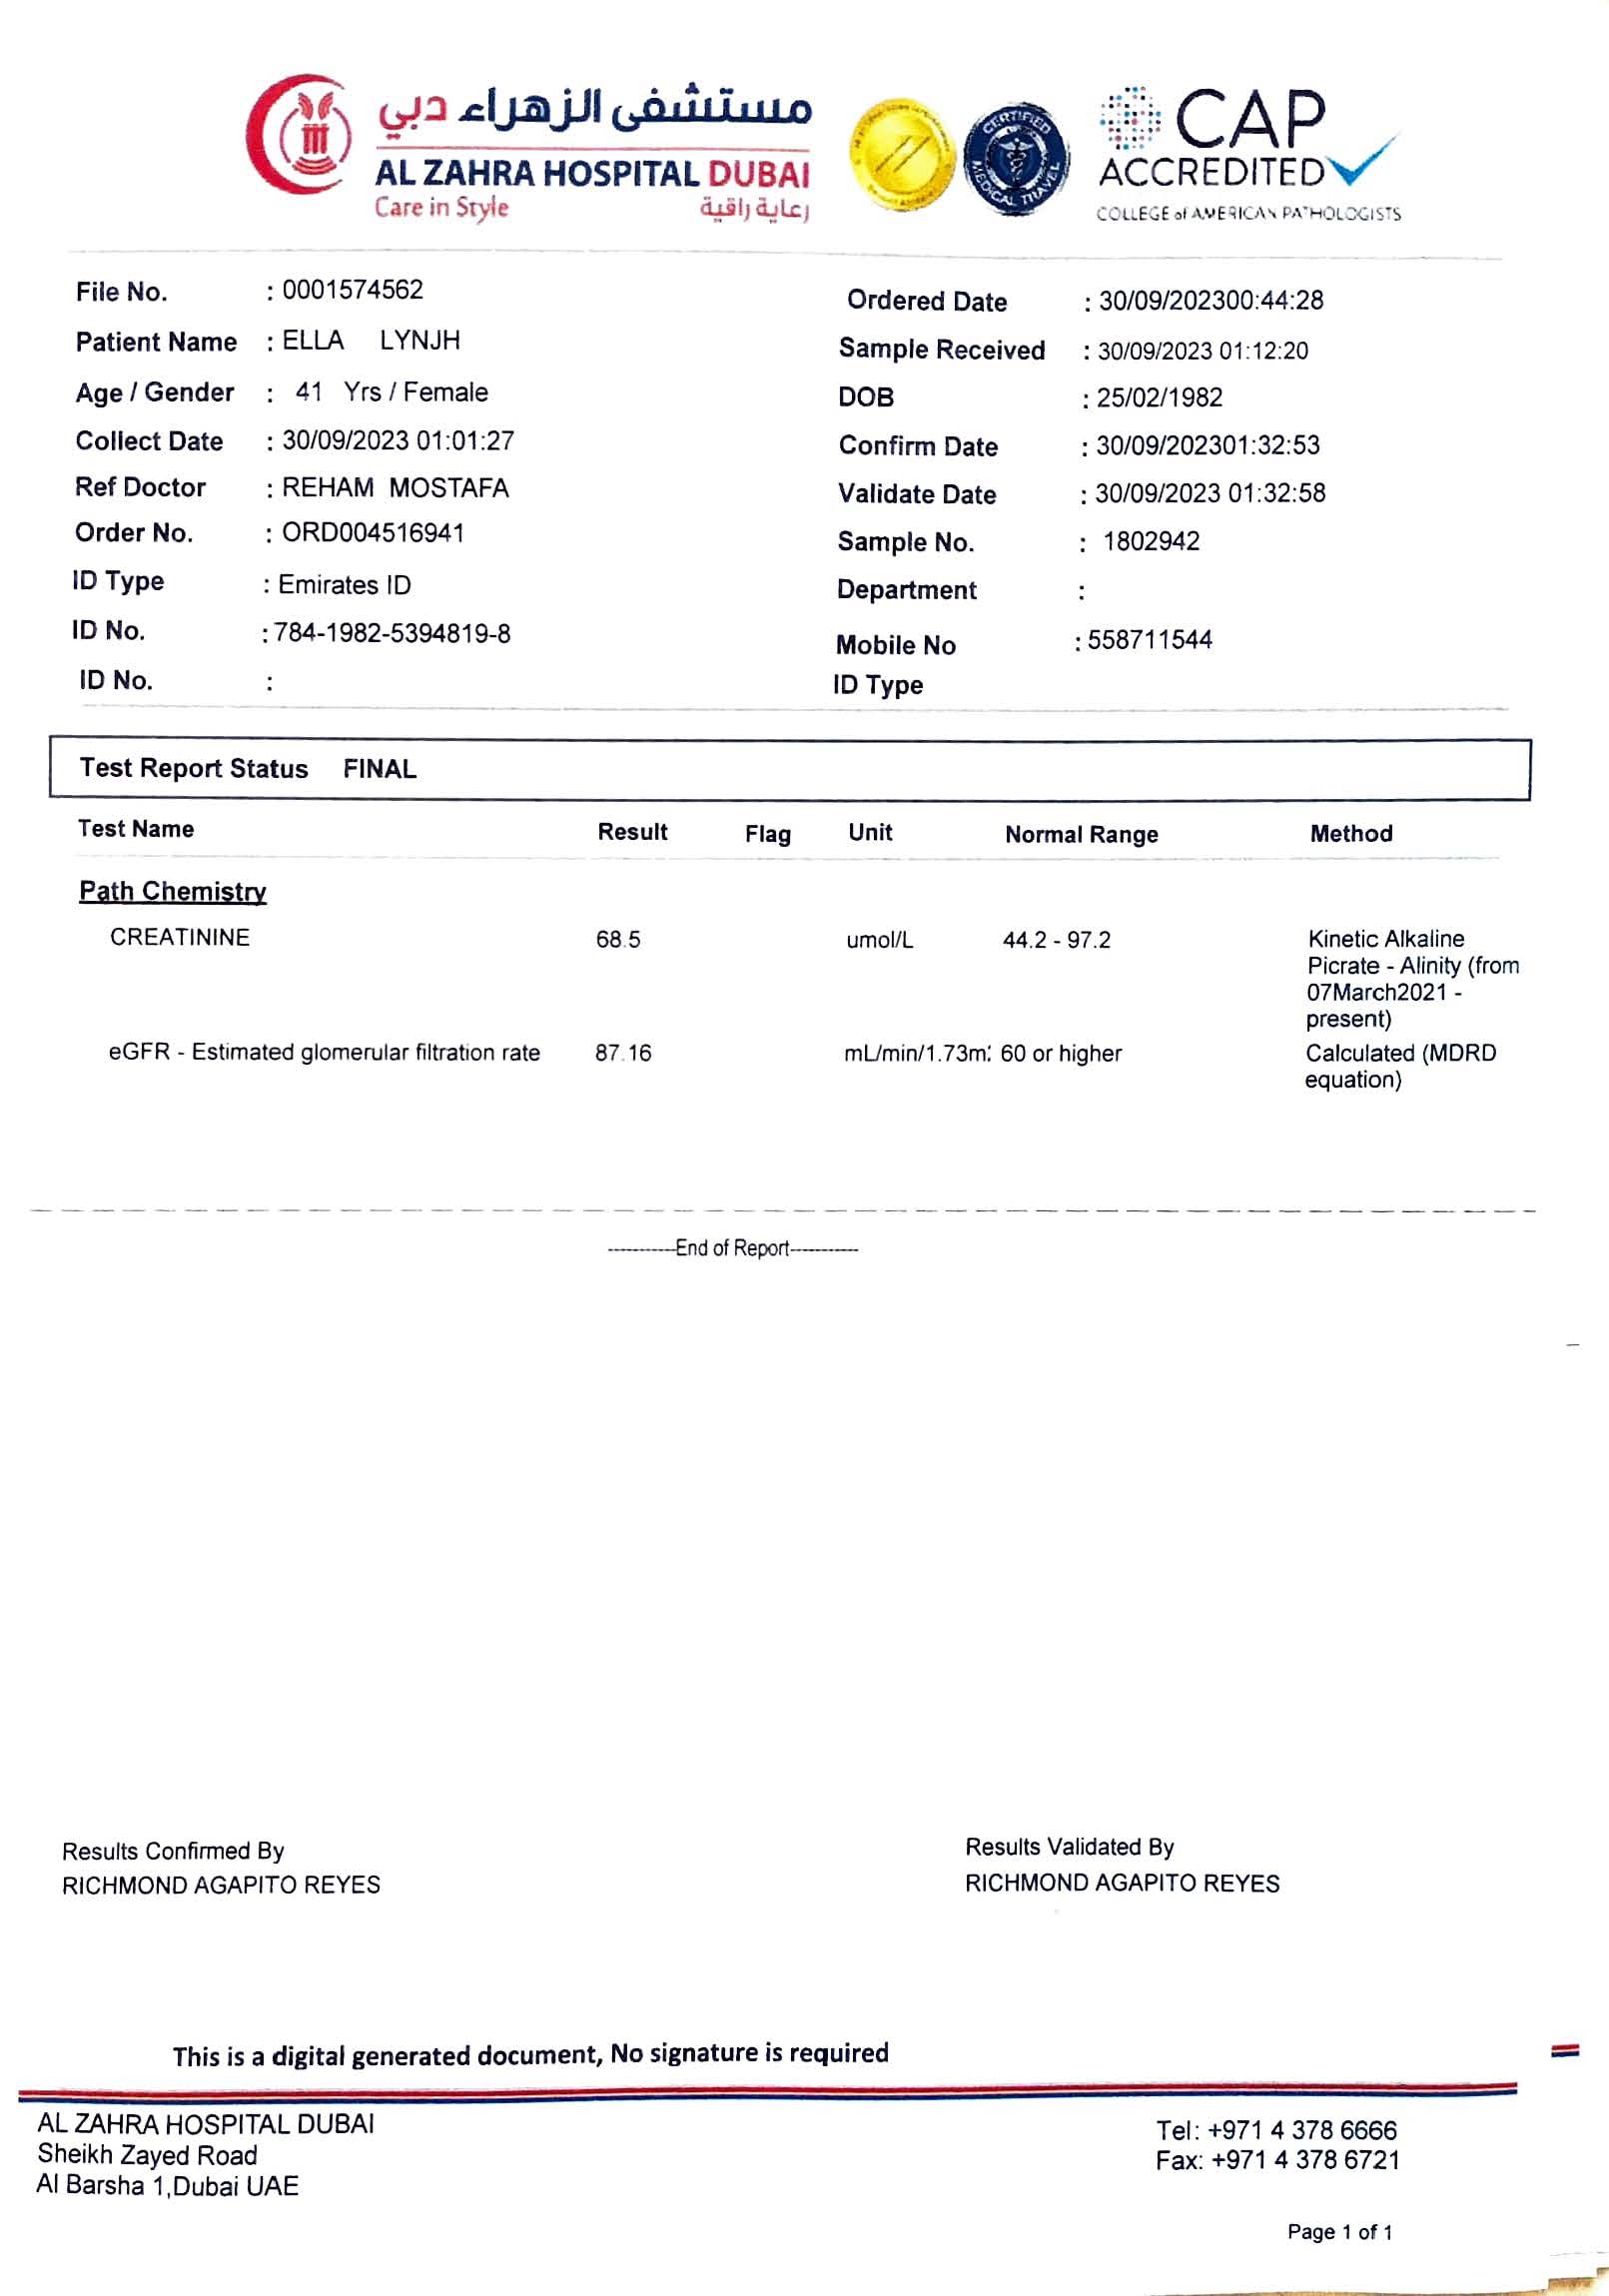 مستشفى الزهراء دبي
AL ZAHRA HOSPITAL DUBAI
Care in Style رعاية راقية
CERTIFIED
MEDICAL TRAVEL
CAP
ACCREDITED
COLLEGE of AMERICAN PATHOLOGISTS
File No. : 0001574562 Ordered Date : 30/09/202300:44:28
Patient Name : ELLA LYNJH Sample Received : 30/09/2023 01:12:20
Age / Gender : 41 Yrs / Female DOB : 25/02/1982
Collect Date : 30/09/2023 01:01:27 Confirm Date : 30/09/202301:32:53
Ref Doctor : REHAM MOSTAFA Validate Date : 30/09/2023 01:32:58
Order No. : ORD004516941 Sample No. : 1802942
ID Type : Emirates ID Department :
ID No. : 784-1982-5394819-8 Mobile No : 558711544
ID No. : ID Type
Test Report Status FINAL
Test Name Result Flag Unit Normal Range Method
Path Chemistry
CREATININE 68.5 umol/L 44.2 - 97.2 Kinetic Alkaline
Picrate - Alinity (from
07March2021 -
present)
eGFR - Estimated glomerular filtration rate 87.16 mL/min/1.73m 60 or higher Calculated (MDRD
equation)
-----------End of Report-----------
Results Confirmed By Results Validated By
RICHMOND AGAPITO REYES RICHMOND AGAPITO REYES
This is a digital generated document, No signature is required
AL ZAHRA HOSPITAL DUBAI Tel: +971 4 378 6666
Sheikh Zayed Road Fax: +971 4 378 6721
Al Barsha 1,Dubai UAE
Page 1 of 1